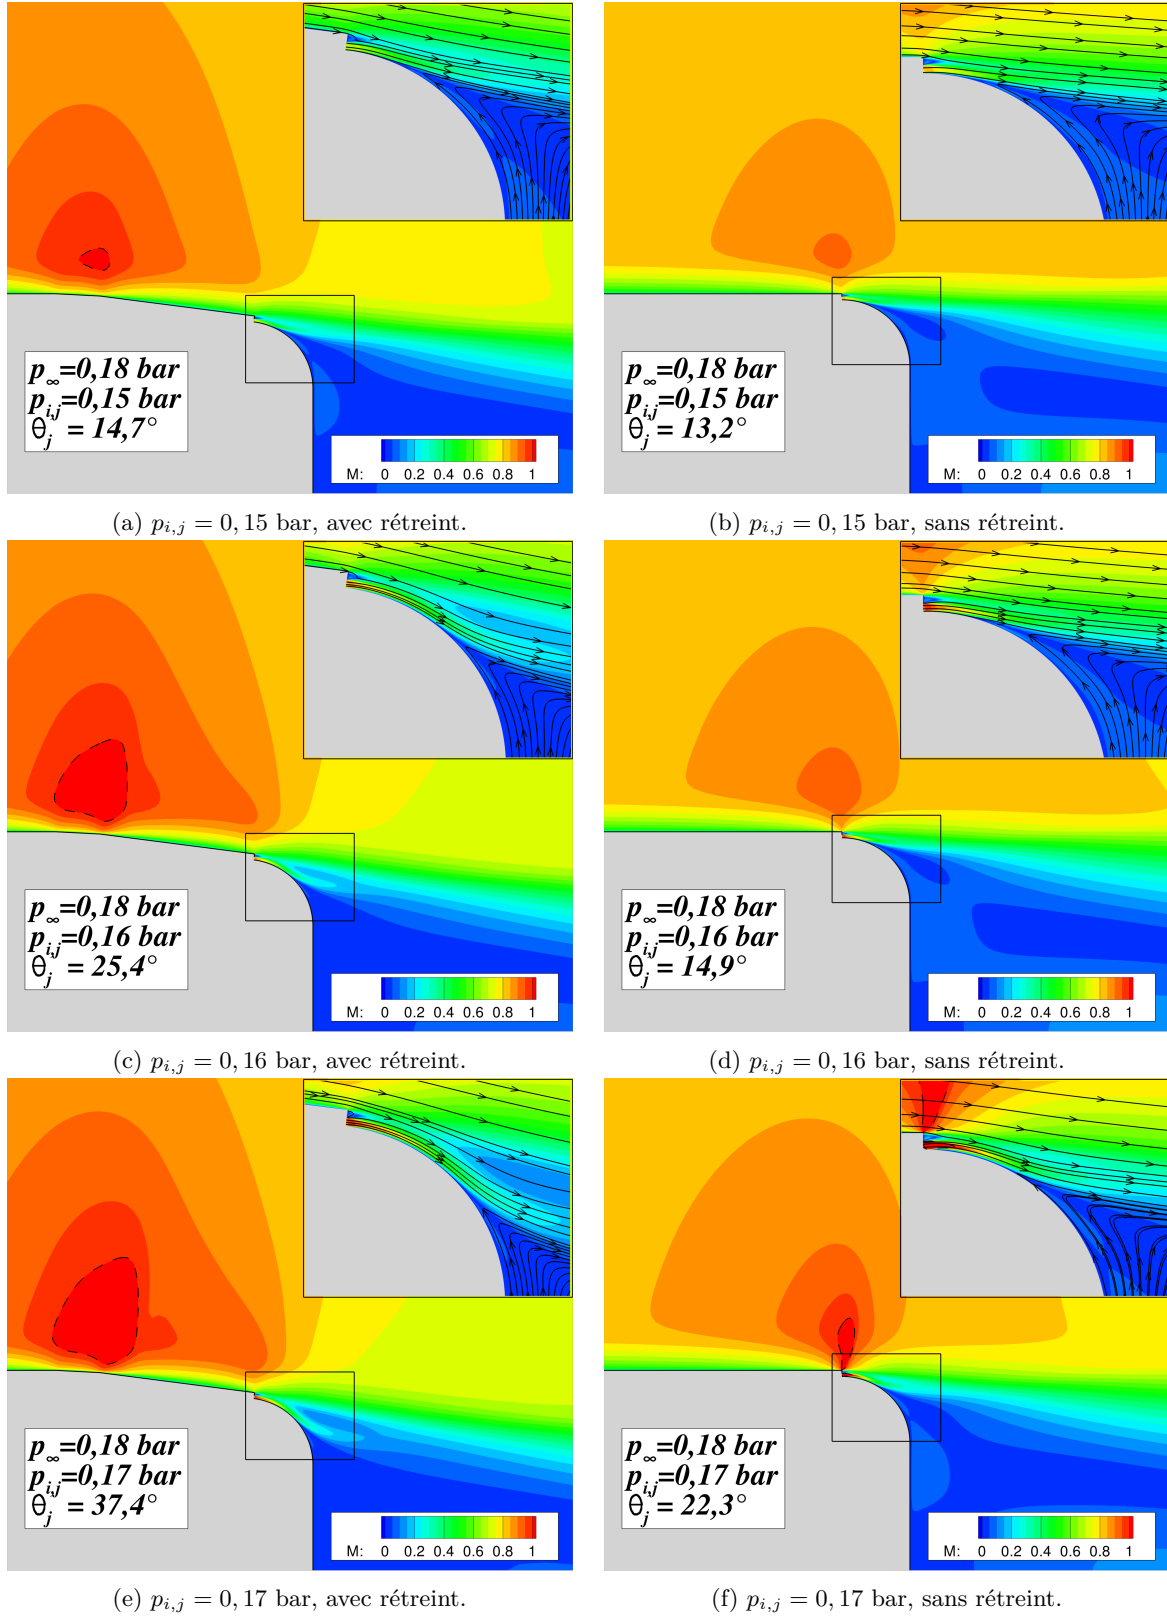 p∞=0,18 bar
pi,j=0,15 bar
θj = 14,7°
M: 0 0.2 0.4 0.6 0.8 1
p∞=0,18 bar
pi,j=0,15 bar
θj = 13,2°
M: 0 0.2 0.4 0.6 0.8 1
(a) pi,j = 0, 15 bar, avec rétreint.
(b) pi,j = 0, 15 bar, sans rétreint.
p∞=0,18 bar
pi,j=0,16 bar
θj = 25,4°
M: 0 0.2 0.4 0.6 0.8 1
p∞=0,18 bar
pi,j=0,16 bar
θj = 14,9°
M: 0 0.2 0.4 0.6 0.8 1
(c) pi,j = 0, 16 bar, avec rétreint.
(d) pi,j = 0, 16 bar, sans rétreint.
p∞=0,18 bar
pi,j=0,17 bar
θj = 37,4°
M: 0 0.2 0.4 0.6 0.8 1
p∞=0,18 bar
pi,j=0,17 bar
θj = 22,3°
M: 0 0.2 0.4 0.6 0.8 1
(e) pi,j = 0, 17 bar, avec rétreint.
(f) pi,j = 0, 17 bar, sans rétreint.